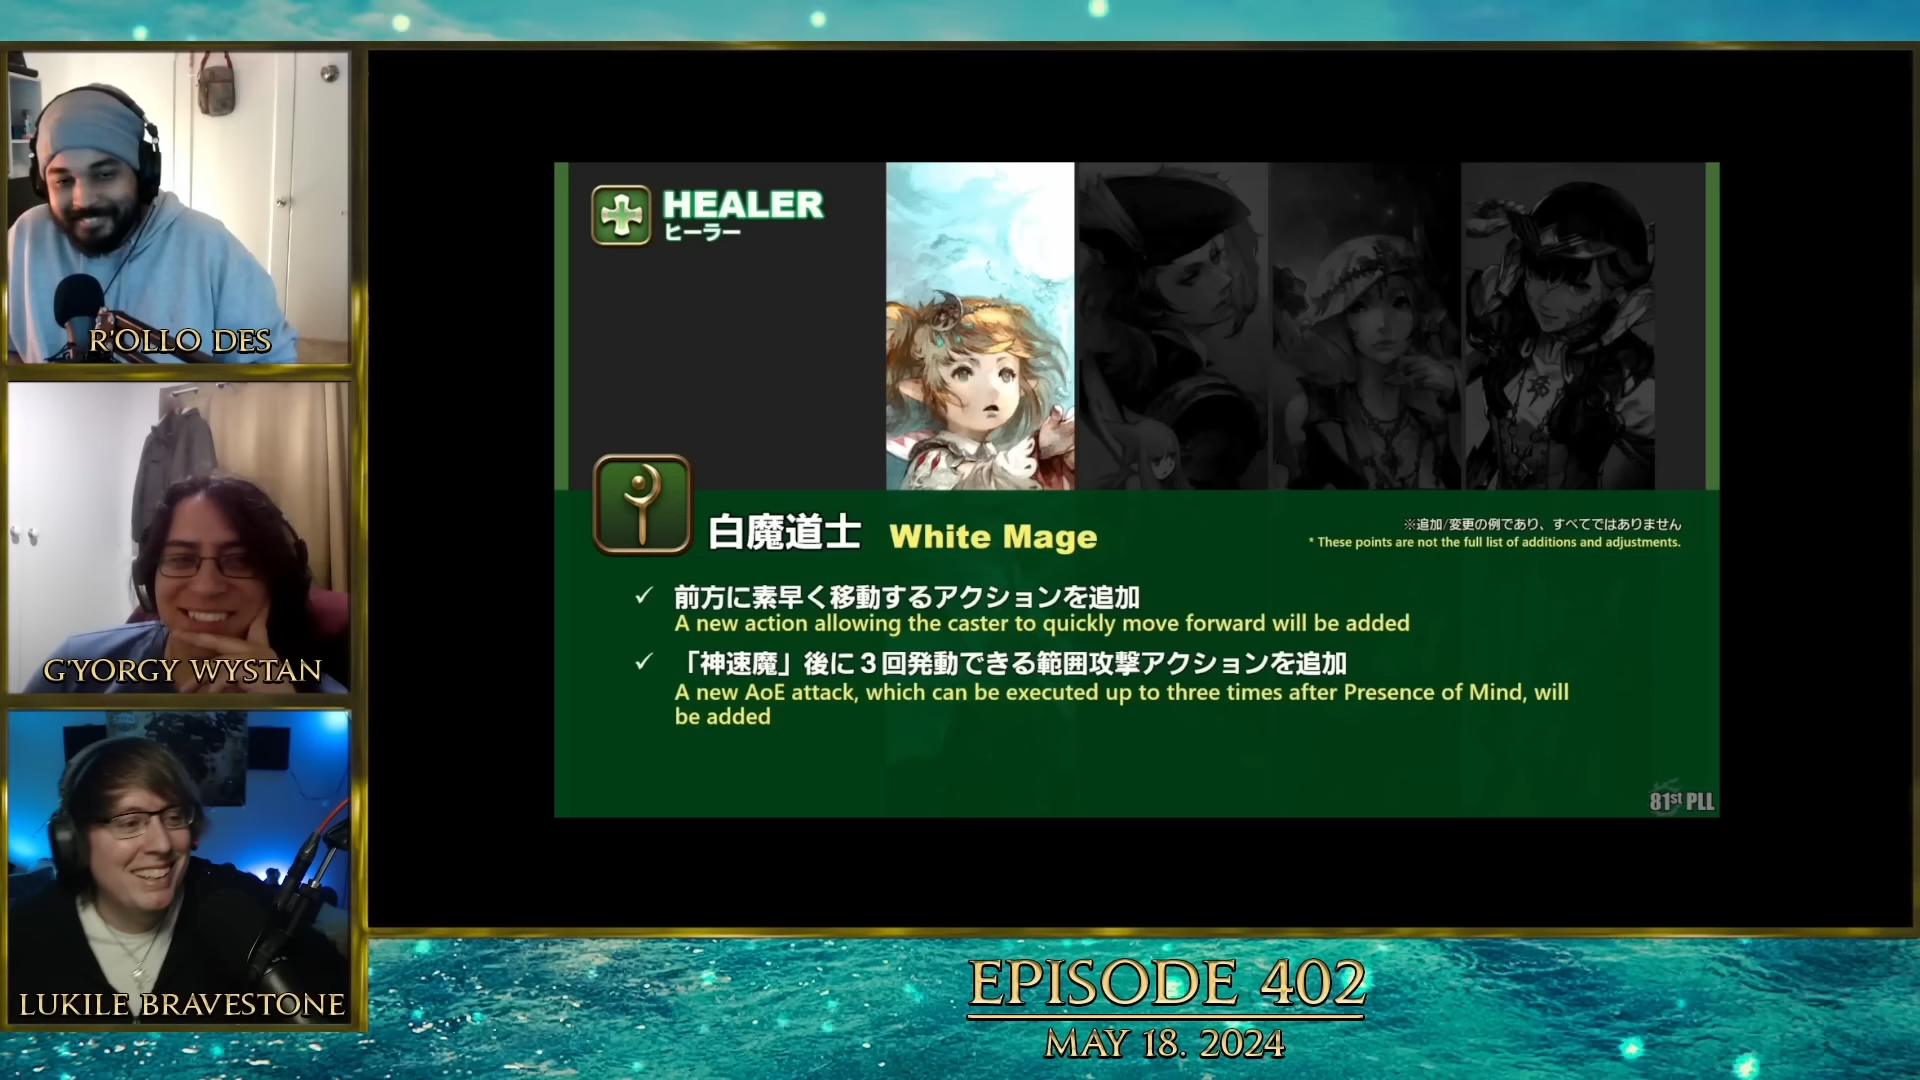 R'OLLO DES
G'YORGY WYSTAN
LUKILE BRAVESTONE
HEALER
ヒーラー
白魔道士 White Mage
※追加/変更の例であり、すべてではありません
* These points are not the full list of additions and adjustments.
✓ 前方に素早く移動するアクションを追加
A new action allowing the caster to quickly move forward will be added
✓ 「神速魔」後に3回発動できる範囲攻撃アクションを追加
A new AoE attack, which can be executed up to three times after Presence of Mind, will
be added
81st PLL
EPISODE 402
MAY 18. 2024